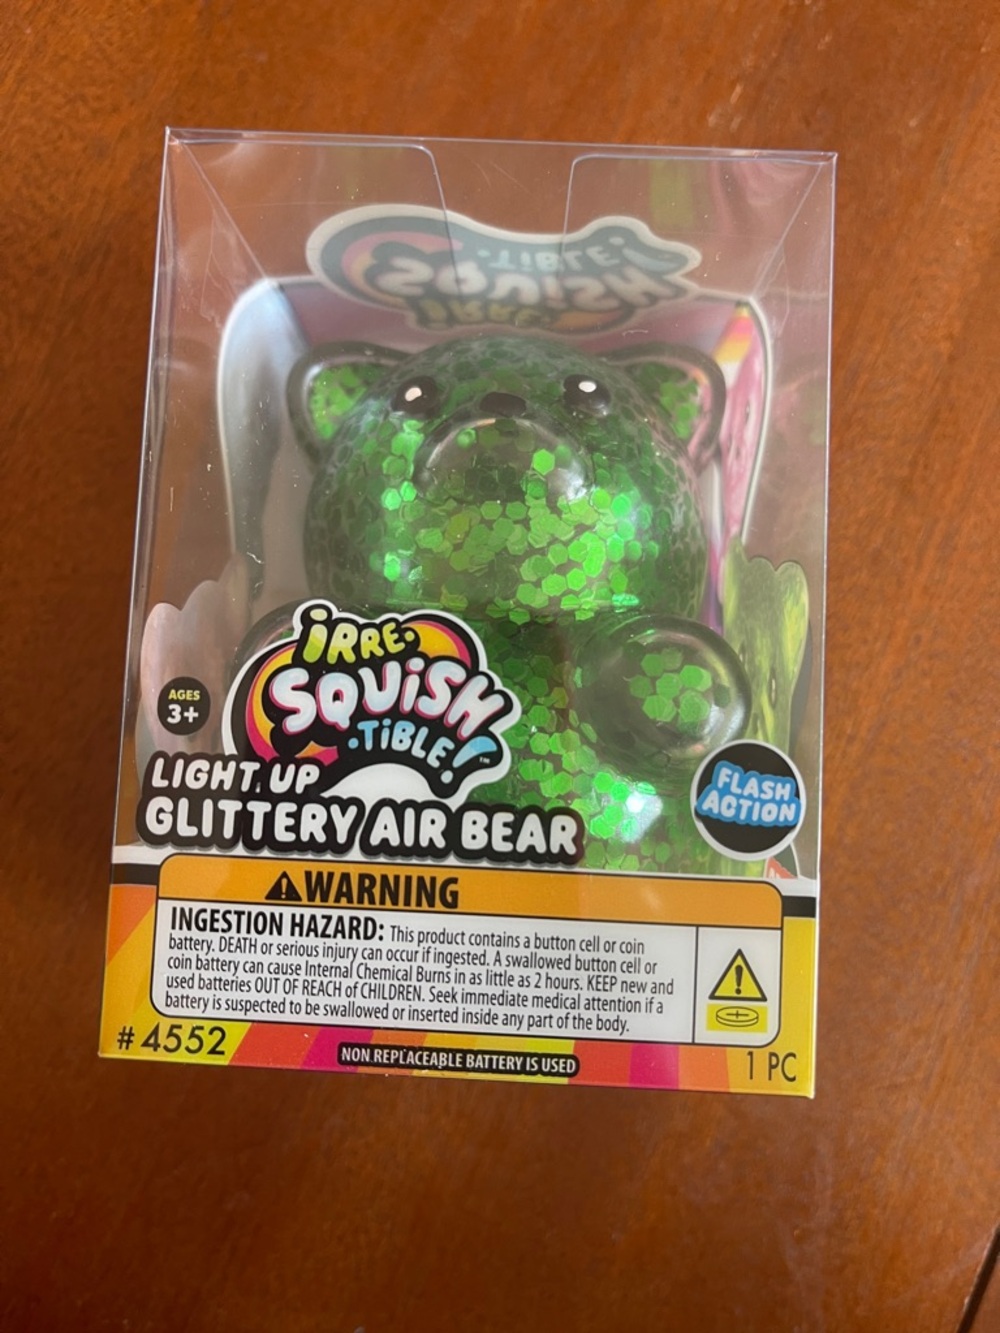 SQUISH
·TIBLE!
IRRE·
SQUiSH
·TiBLE!™
AGES
3+
LIGHT UP
GLITTERY AIR BEAR
FLASH
ACTION
⚠WARNING
INGESTION HAZARD: This product contains a button cell or coin
battery. DEATH or serious injury can occur if ingested. A swallowed button cell or
coin battery can cause Internal Chemical Burns in as little as 2 hours. KEEP new and
used batteries OUT OF REACH of CHILDREN. Seek immediate medical attention if a
battery is suspected to be swallowed or inserted inside any part of the body.
# 4552
NON REPLACEABLE BATTERY IS USED
1 PC